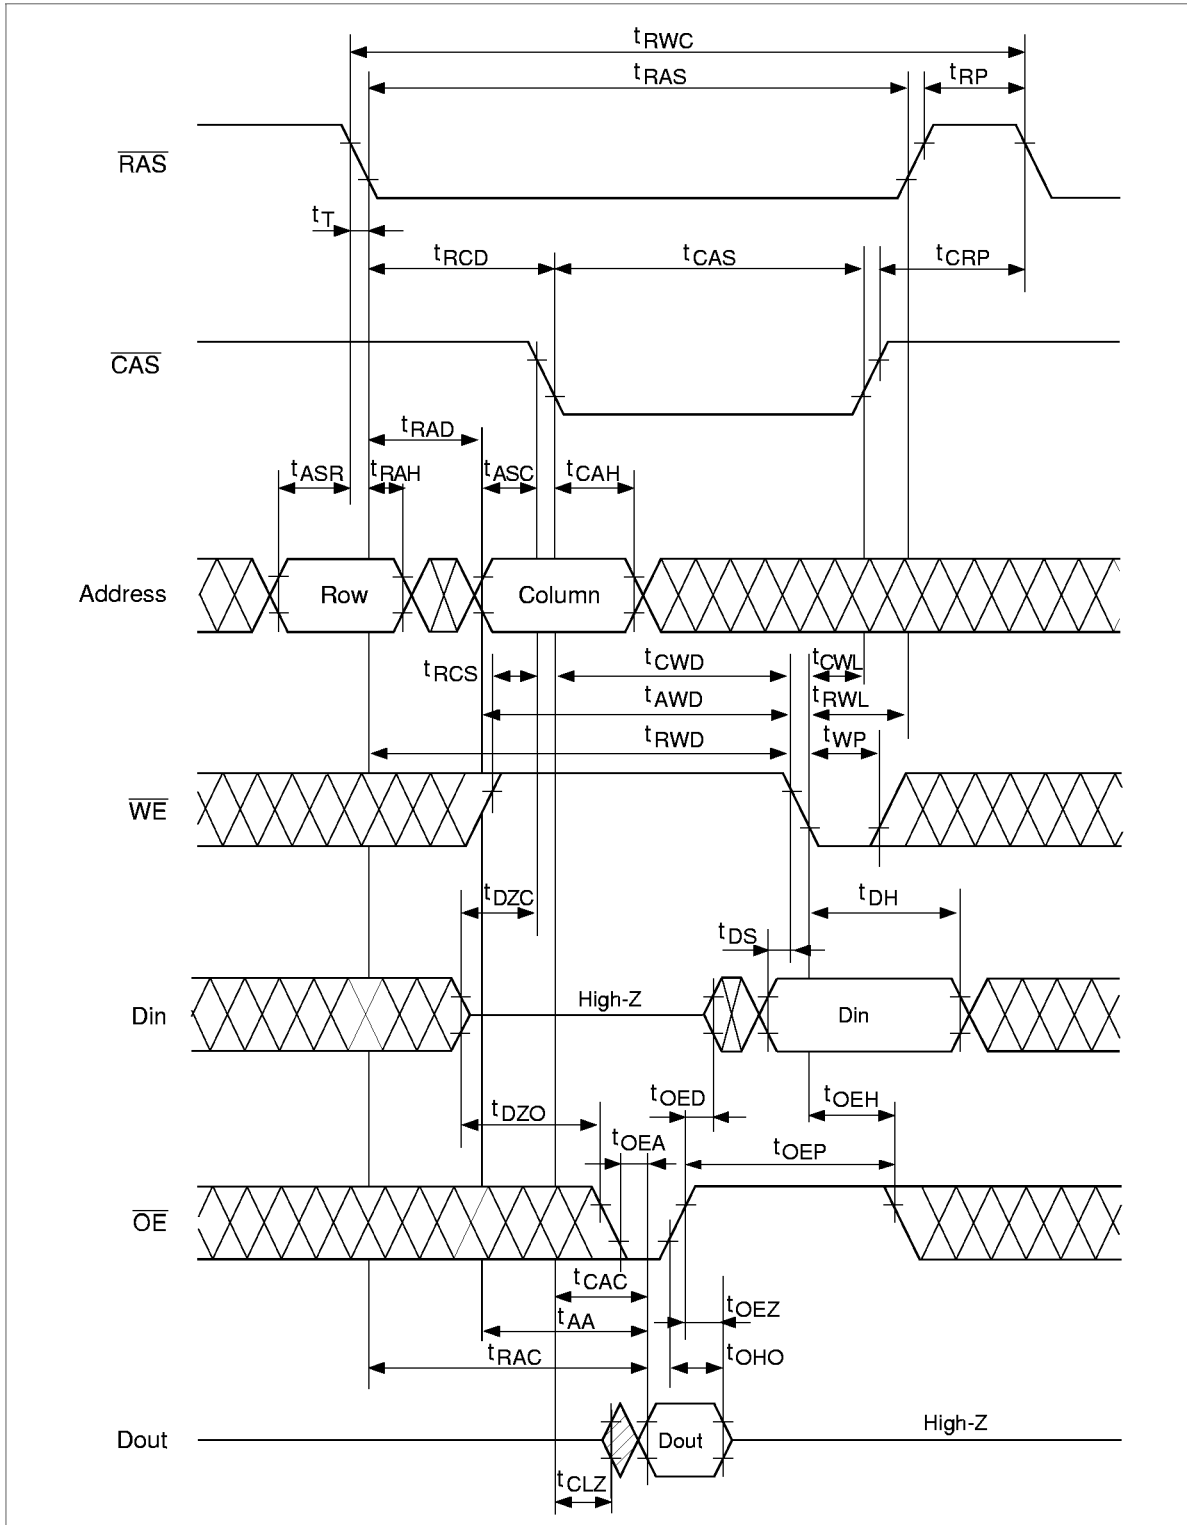 tRWC
tRAS
tRP
RAS
tT
tRCD
tCAS
tCRP
CAS
tRAD
tASR
tRAH
tASC
tCAH
Address
Row
Column
tRCS
tCWD
tCWL
tAWD
tRWL
tRWD
tWP
WE
tDZC
tDH
tDS
Din
High-Z
Din
tDZO
tOED
tOEH
tOEA
tOEP
OE
tCAC
tOEZ
tAA
tRAC
tOHO
Dout
Dout
High-Z
tCLZ